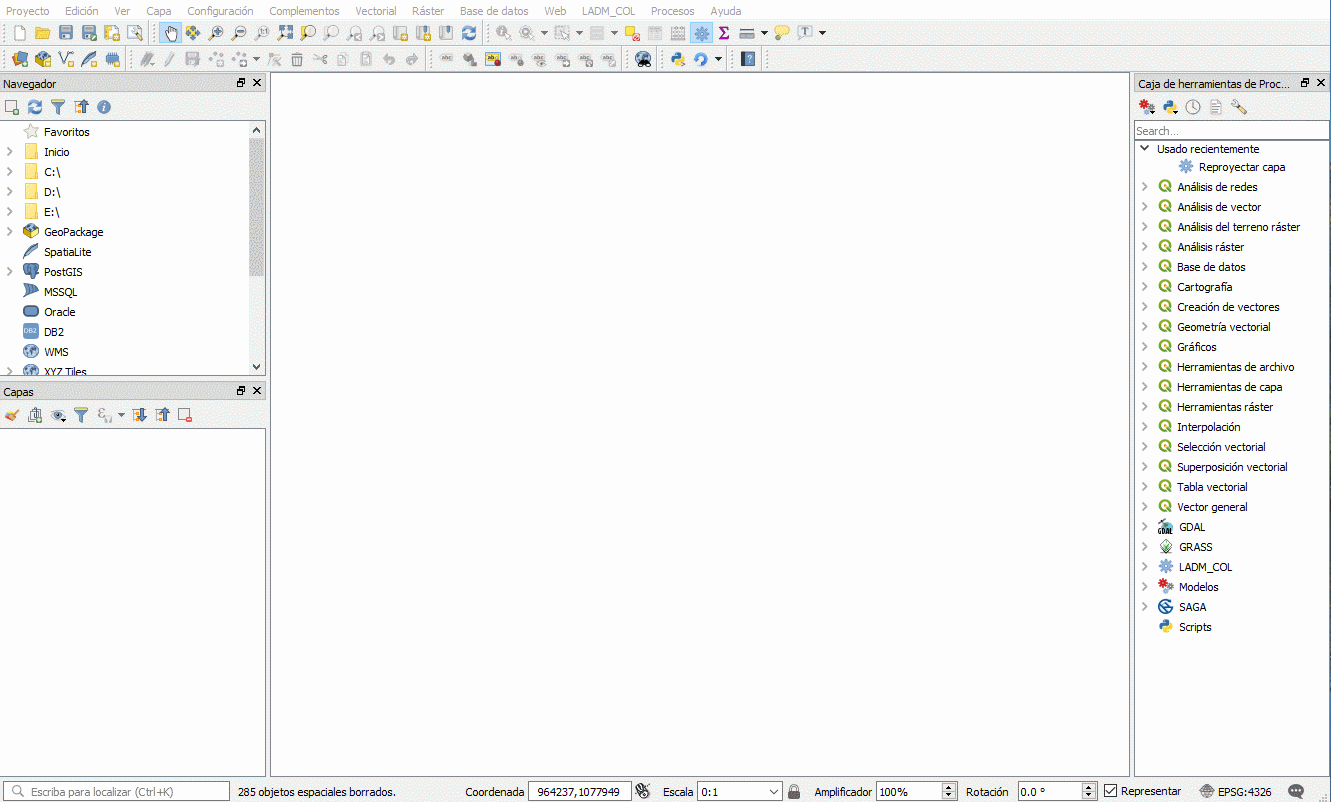 Proyecto Edición Ver Capa Configuración Complementos Vectorial Ráster Base de datos Web LADM_COL Procesos Ayuda
Navegador
Favoritos
Inicio
C:\
D:\
E:\
GeoPackage
SpatiaLite
PostGIS
MSSQL
Oracle
DB2
WMS
XYZ Tiles
Capas
Caja de herramientas de Proc...
Search...
Usado recientemente
Reproyectar capa
Análisis de redes
Análisis de vector
Análisis del terreno ráster
Análisis ráster
Base de datos
Cartografía
Creación de vectores
Geometría vectorial
Gráficos
Herramientas de archivo
Herramientas de capa
Herramientas ráster
Interpolación
Selección vectorial
Superposición vectorial
Tabla vectorial
Vector general
GDAL
GRASS
LADM_COL
Modelos
SAGA
Scripts
Escriba para localizar (Ctrl+K) 285 objetos espaciales borrados. Coordenada 964237,1077949 Escala 0:1 Amplificador 100% Rotación 0.0 ° Representar EPSG:4326